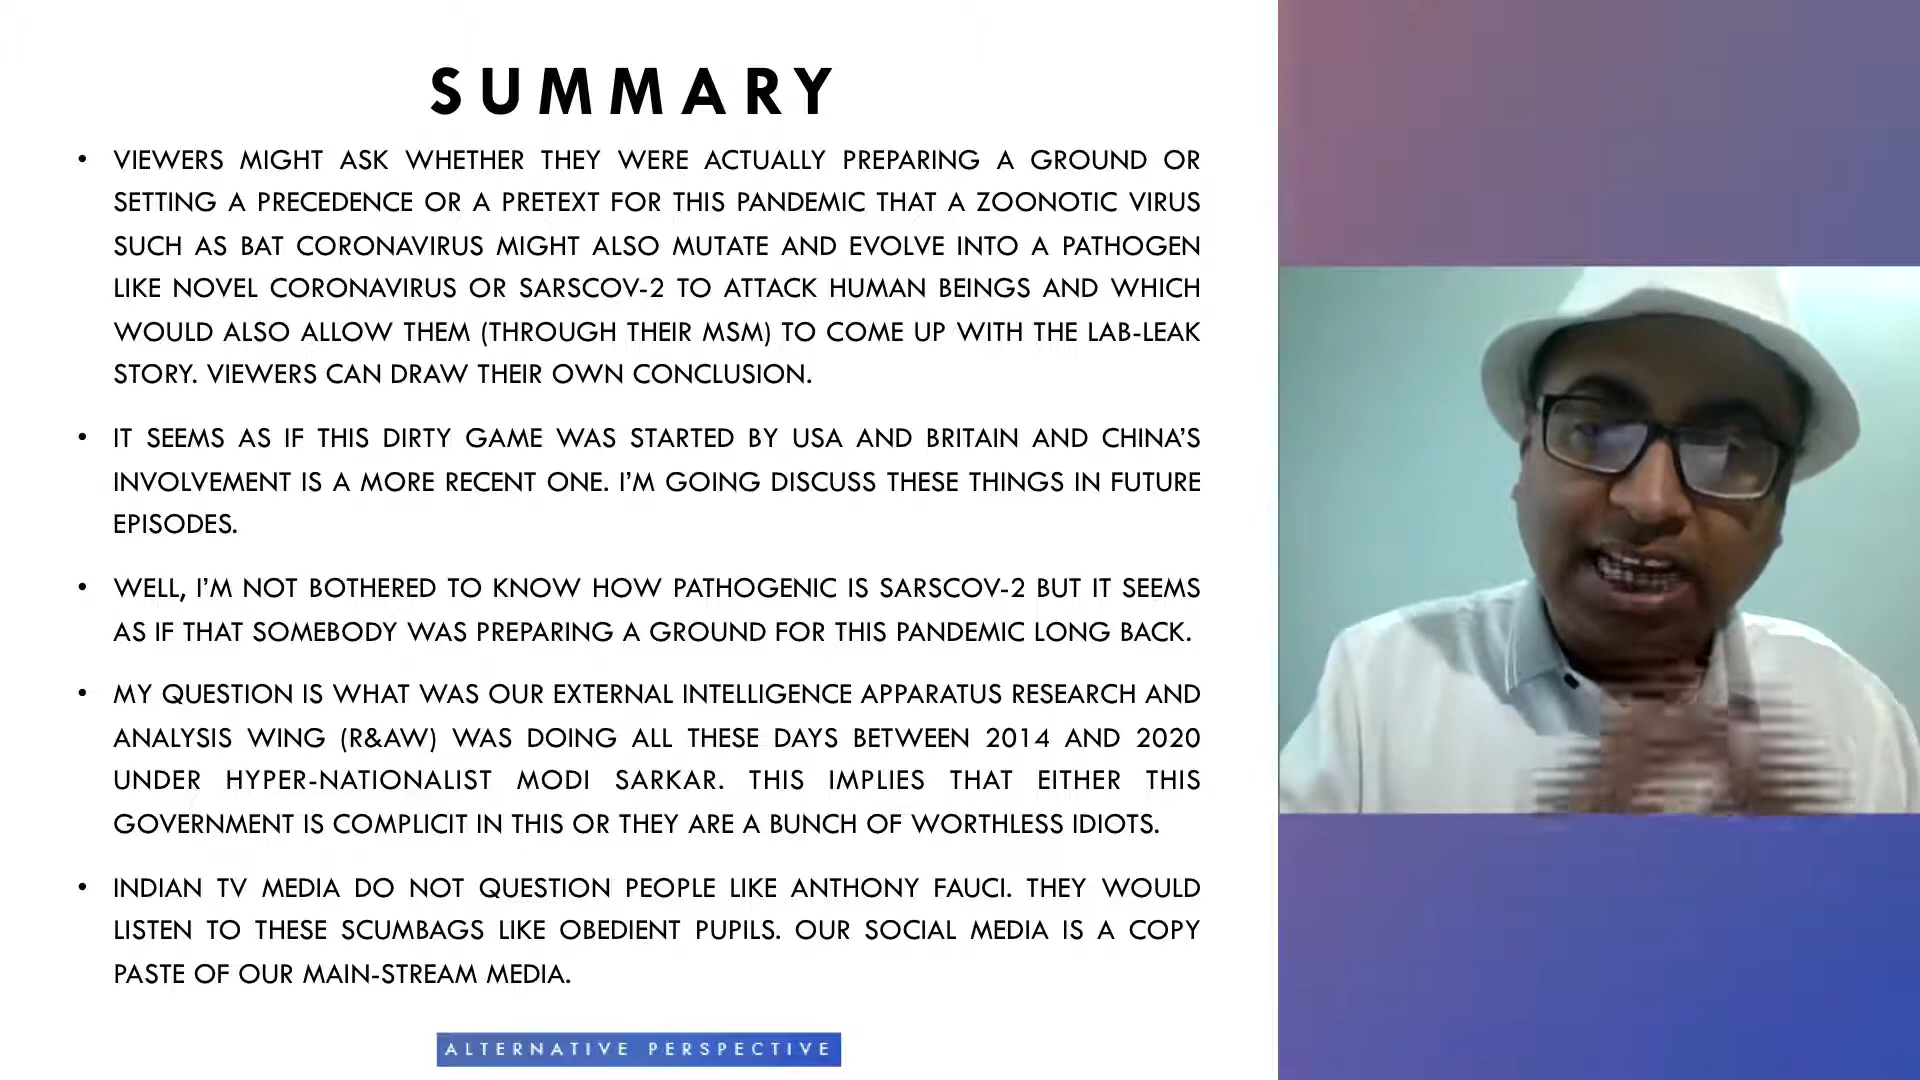 SUMMARY
• VIEWERS MIGHT ASK WHETHER THEY WERE ACTUALLY PREPARING A GROUND OR
SETTING A PRECEDENCE OR A PRETEXT FOR THIS PANDEMIC THAT A ZOONOTIC VIRUS
SUCH AS BAT CORONAVIRUS MIGHT ALSO MUTATE AND EVOLVE INTO A PATHOGEN
LIKE NOVEL CORONAVIRUS OR SARSCOV-2 TO ATTACK HUMAN BEINGS AND WHICH
WOULD ALSO ALLOW THEM (THROUGH THEIR MSM) TO COME UP WITH THE LAB-LEAK
STORY. VIEWERS CAN DRAW THEIR OWN CONCLUSION.
• IT SEEMS AS IF THIS DIRTY GAME WAS STARTED BY USA AND BRITAIN AND CHINA'S
INVOLVEMENT IS A MORE RECENT ONE. I'M GOING DISCUSS THESE THINGS IN FUTURE
EPISODES.
• WELL, I'M NOT BOTHERED TO KNOW HOW PATHOGENIC IS SARSCOV-2 BUT IT SEEMS
AS IF THAT SOMEBODY WAS PREPARING A GROUND FOR THIS PANDEMIC LONG BACK.
• MY QUESTION IS WHAT WAS OUR EXTERNAL INTELLIGENCE APPARATUS RESEARCH AND
ANALYSIS WING (R&AW) WAS DOING ALL THESE DAYS BETWEEN 2014 AND 2020
UNDER HYPER-NATIONALIST MODI SARKAR. THIS IMPLIES THAT EITHER THIS
GOVERNMENT IS COMPLICIT IN THIS OR THEY ARE A BUNCH OF WORTHLESS IDIOTS.
• INDIAN TV MEDIA DO NOT QUESTION PEOPLE LIKE ANTHONY FAUCI. THEY WOULD
LISTEN TO THESE SCUMBAGS LIKE OBEDIENT PUPILS. OUR SOCIAL MEDIA IS A COPY
PASTE OF OUR MAIN-STREAM MEDIA.
ALTERNATIVE PERSPECTIVE